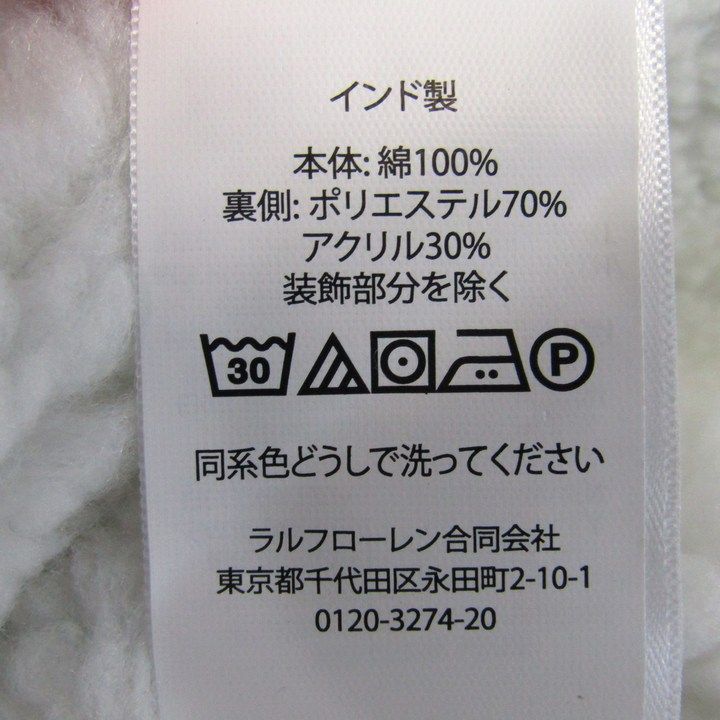 インド製
本体: 綿100%
裏側: ポリエステル70%
アクリル30%
装飾部分を除く
30 P
同系色どうしで洗ってください
ラルフローレン合同会社
東京都千代田区永田町2-10-1
0120-3274-20